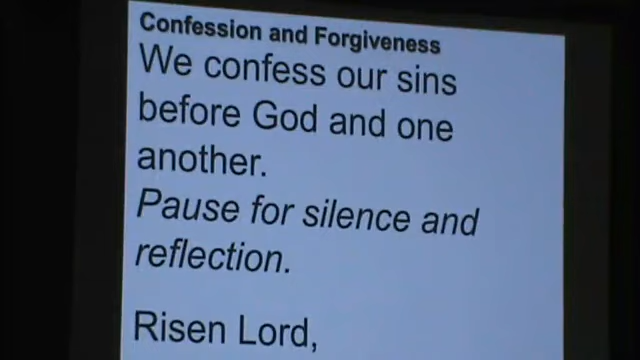 Confession and Forgiveness
We confess our sins
before God and one
another.
Pause for silence and
reflection.
Risen Lord,